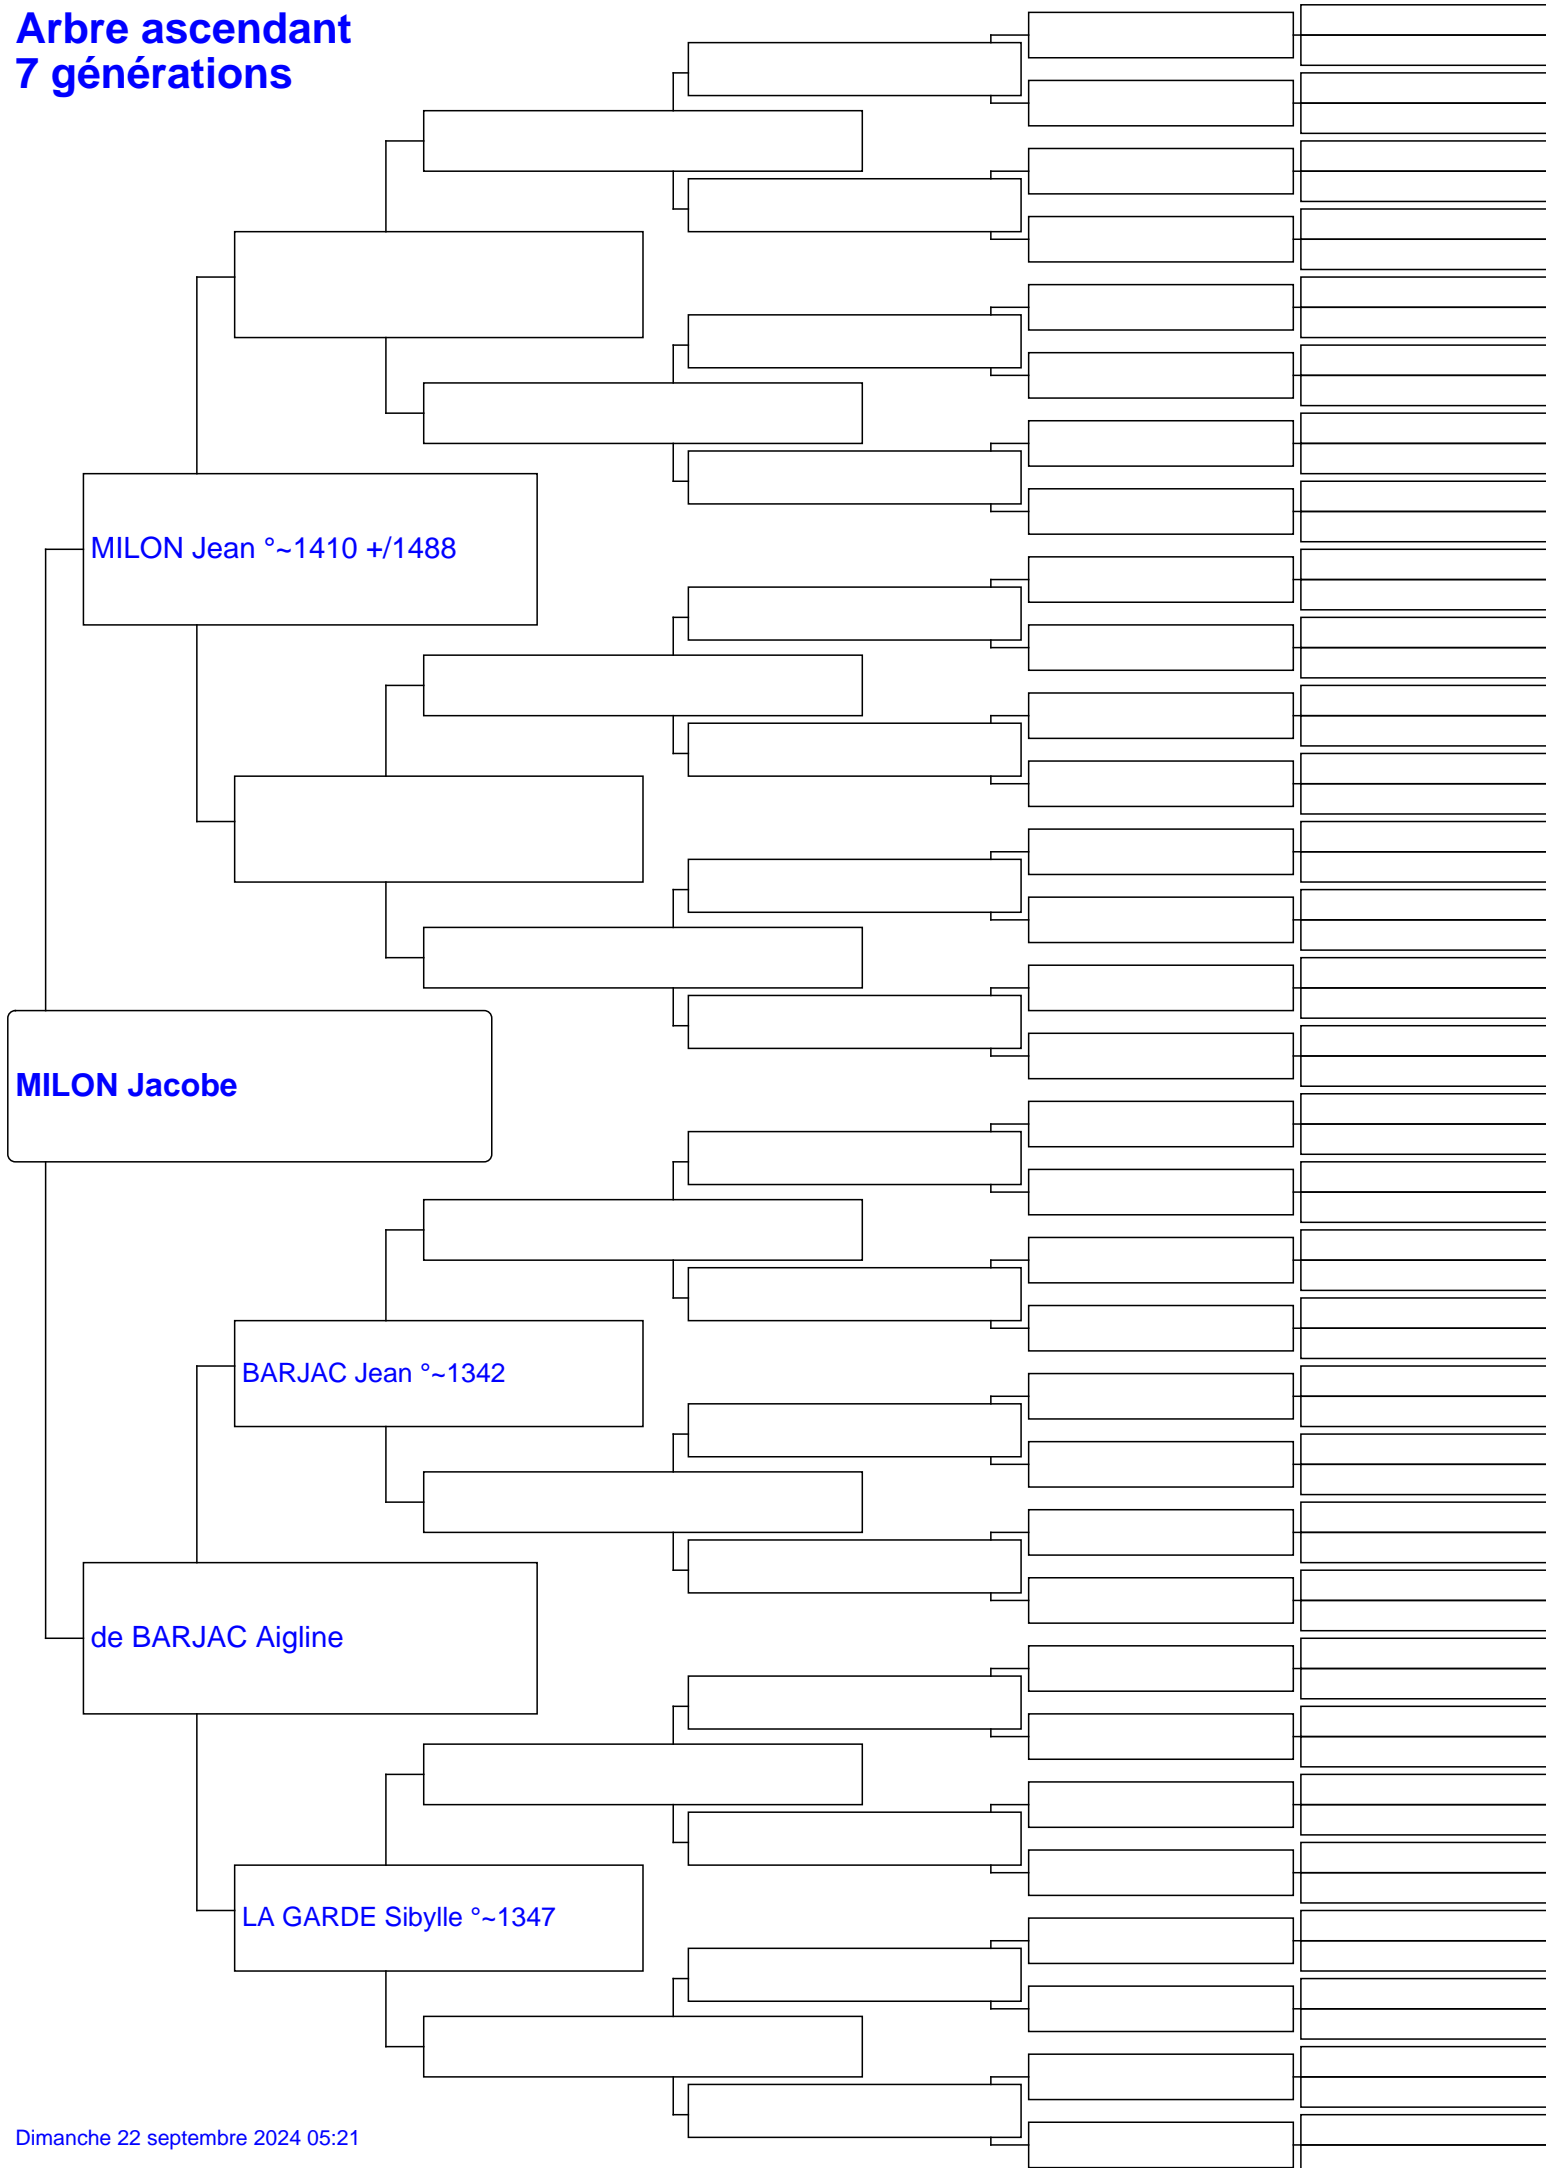 Arbre ascendant
7 générations
MILON Jean °~1410 +/1488
MILON Jacobe
BARJAC Jean °~1342
de BARJAC Aigline
LA GARDE Sibylle °~1347
Dimanche 22 septembre 2024 05:21